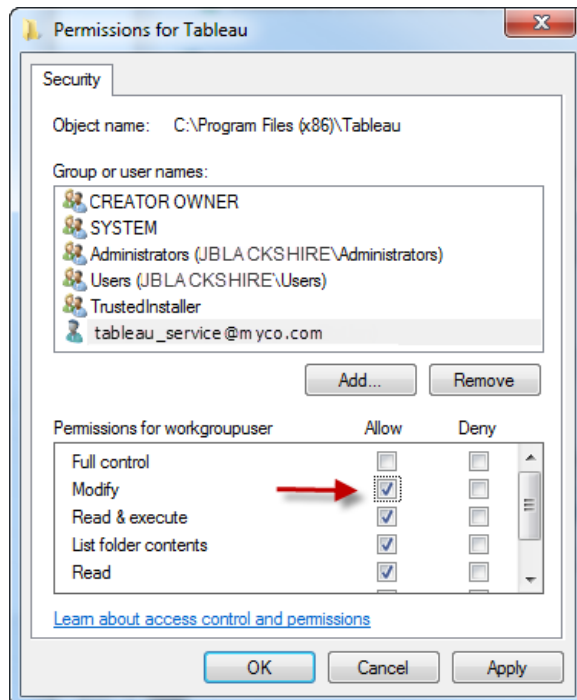 Permissions for Tableau
Security
Object name: C:\Program Files (x86)\Tableau
Group or user names:
CREATOR OWNER
SYSTEM
Administrators (JBLACKSHIRE\Administrators)
Users (JBLACKSHIRE\Users)
TrustedInstaller
tableau_service@myco.com
Add... Remove
Permissions for workgroupuser Allow Deny
Full control
Modify
Read & execute
List folder contents
Read
Learn about access control and permissions
OK Cancel Apply